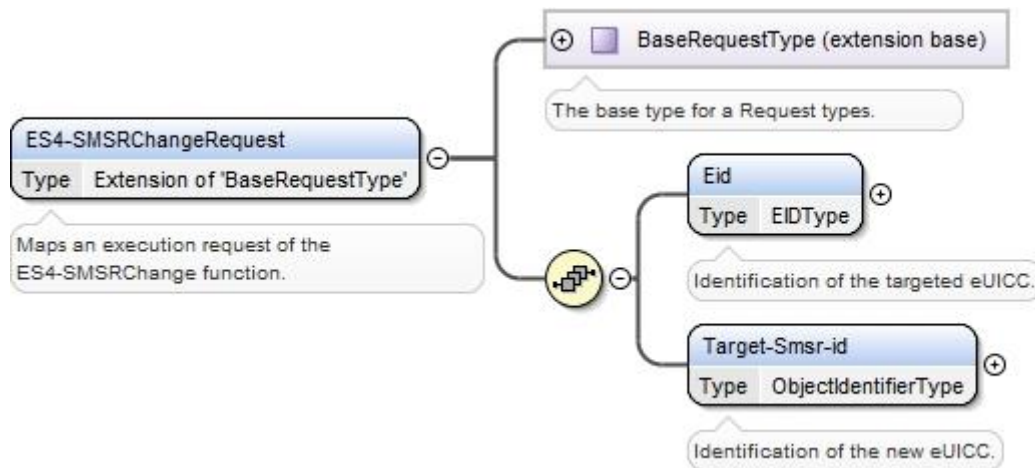 BaseRequestType (extension base)
The base type for a Request types.
ES4-SMSRChangeRequest
Type Extension of 'BaseRequestType'
Maps an execution request of the
ES4-SMSRChange function.
Eid
Type EIDType
Identification of the targeted eUICC.
Target-Smsr-id
Type ObjectIdentifierType
Identification of the new eUICC.